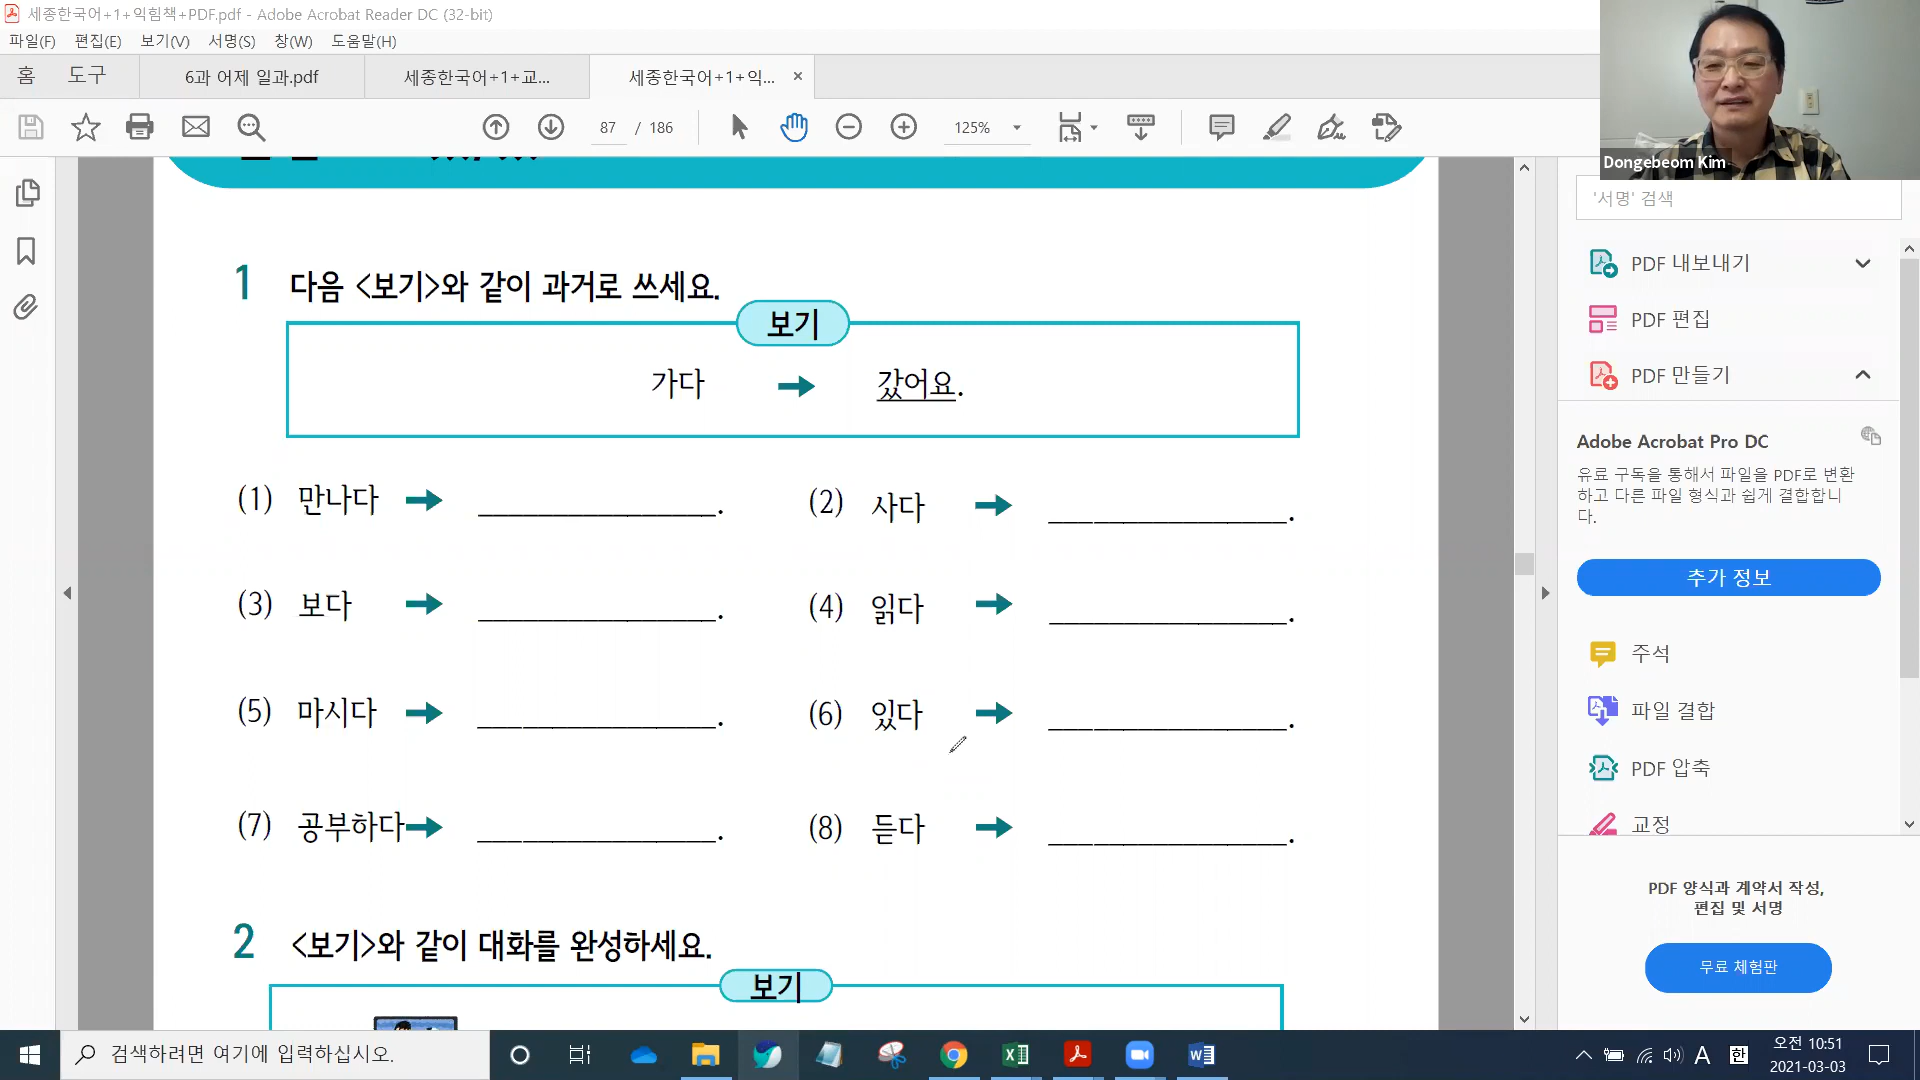 세종한국어+1+익힘책+PDF.pdf - Adobe Acrobat Reader DC (32-bit)
파일(F) 편집(E) 보기(V) 서명(S) 창(W) 도움말(H)
홈 도구 6과 어제 일과.pdf 세종한국어+1+교... 세종한국어+1+익... ×
87 / 186 125%
Dongebeom Kim
'서명' 검색
1 다음 <보기>와 같이 과거로 쓰세요.
보기
가다 → 갔어요.
(1) 만나다 → ________________. (2) 사다 → ________________.
(3) 보다 → ________________. (4) 읽다 → ________________.
(5) 마시다 → ________________. (6) 있다 → ________________.
(7) 공부하다 → ________________. (8) 듣다 → ________________.
2 <보기>와 같이 대화를 완성하세요.
보기
PDF 내보내기
PDF 편집
PDF 만들기
Adobe Acrobat Pro DC
유료 구독을 통해서 파일을 PDF로 변환
하고 다른 파일 형식과 쉽게 결합합니
다.
추가 정보
주석
파일 결합
PDF 압축
교정
PDF 양식과 계약서 작성,
편집 및 서명
무료 체험판
검색하려면 여기에 입력하십시오.
A 한 오전 10:51
2021-03-03